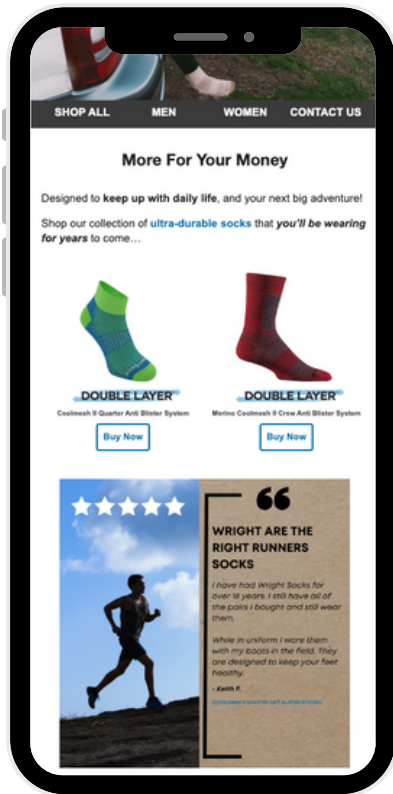 SHOP ALL MEN WOMEN CONTACT US
More For Your Money
Designed to keep up with daily life, and your next big adventure!
Shop our collection of ultra-durable socks that you'll be wearing
for years to come…
DOUBLE LAYER DOUBLE LAYER
Coolmesh II Quarter Anti Blister System Merino Coolmesh II Crew Anti Blister System
Buy Now Buy Now
“
WRIGHT ARE THE
RIGHT RUNNERS
SOCKS
I have had Wright Socks for
over 18 years. I still have all of
the pairs I bought and still wear
them.
While in uniform I wore them
with my boots in the field. They
are designed to keep your feet
healthy.
- Keith P.